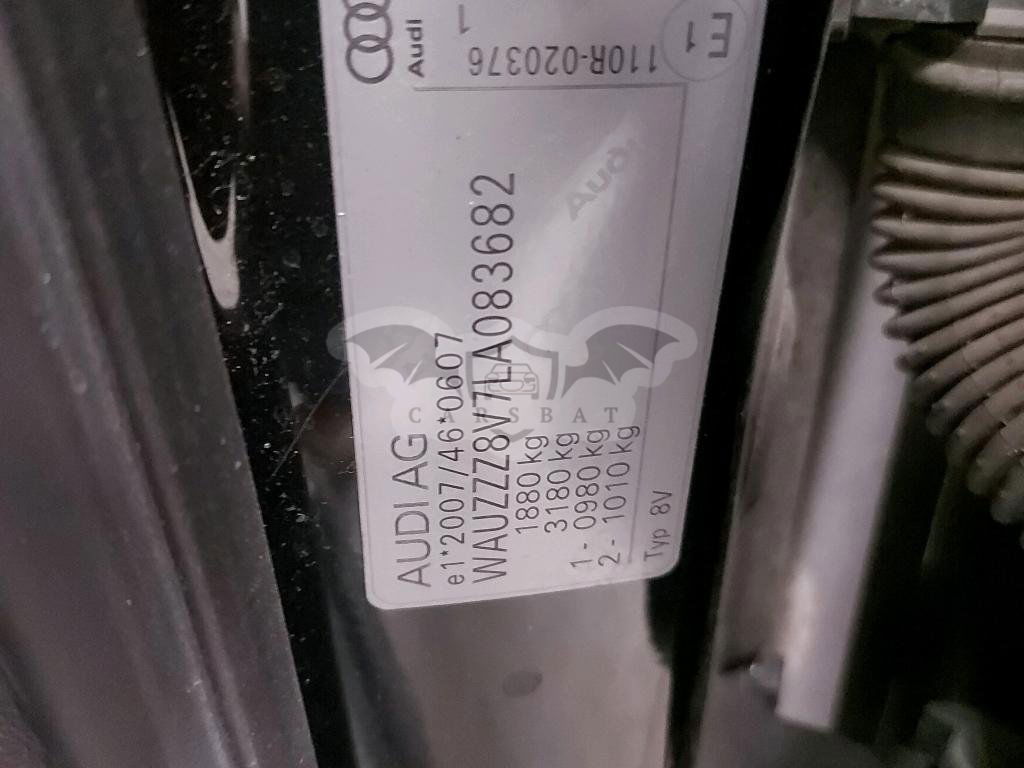 AUDI AG
e1*2007/46*0607
WAUZZZ8V7LA083682
1880 kg
3180 kg
1 - 0980 kg
2 - 1010 kg
Typ 8V
Audi
Audi
1
110R-020376
E1
CARSBAT